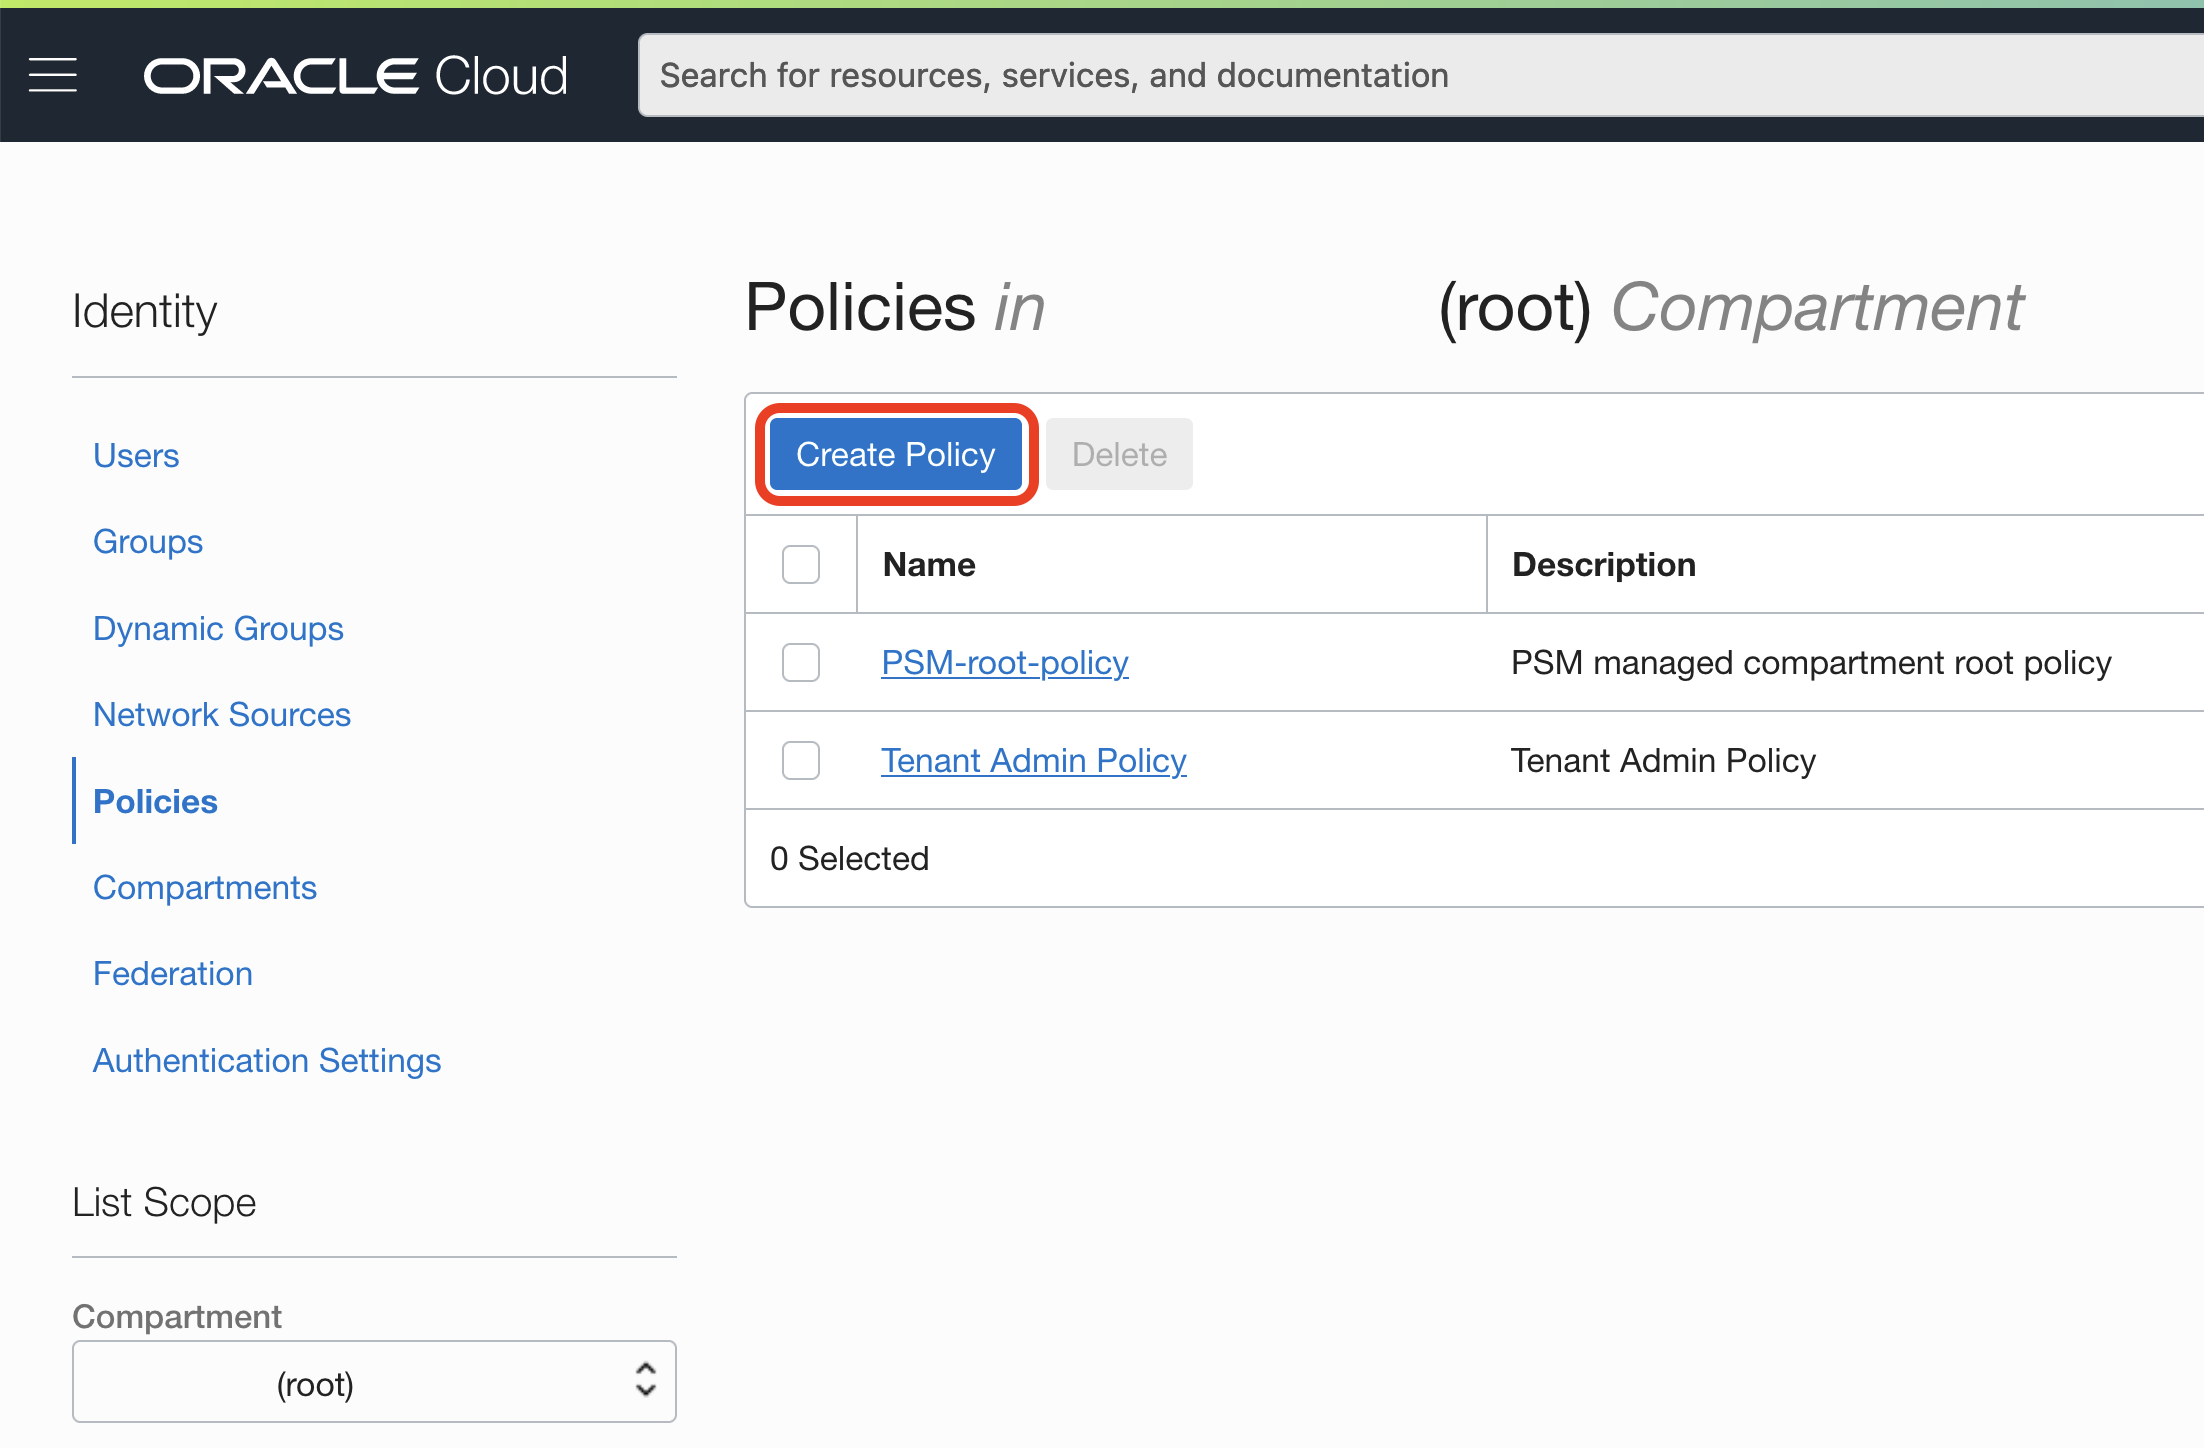 ORACLE Cloud
Search for resources, services, and documentation
Identity
Users
Groups
Dynamic Groups
Network Sources
Policies
Compartments
Federation
Authentication Settings
List Scope
Compartment
(root)
Policies in (root) Compartment
Create Policy
Delete
Name Description
PSM-root-policy PSM managed compartment root policy
Tenant Admin Policy Tenant Admin Policy
0 Selected